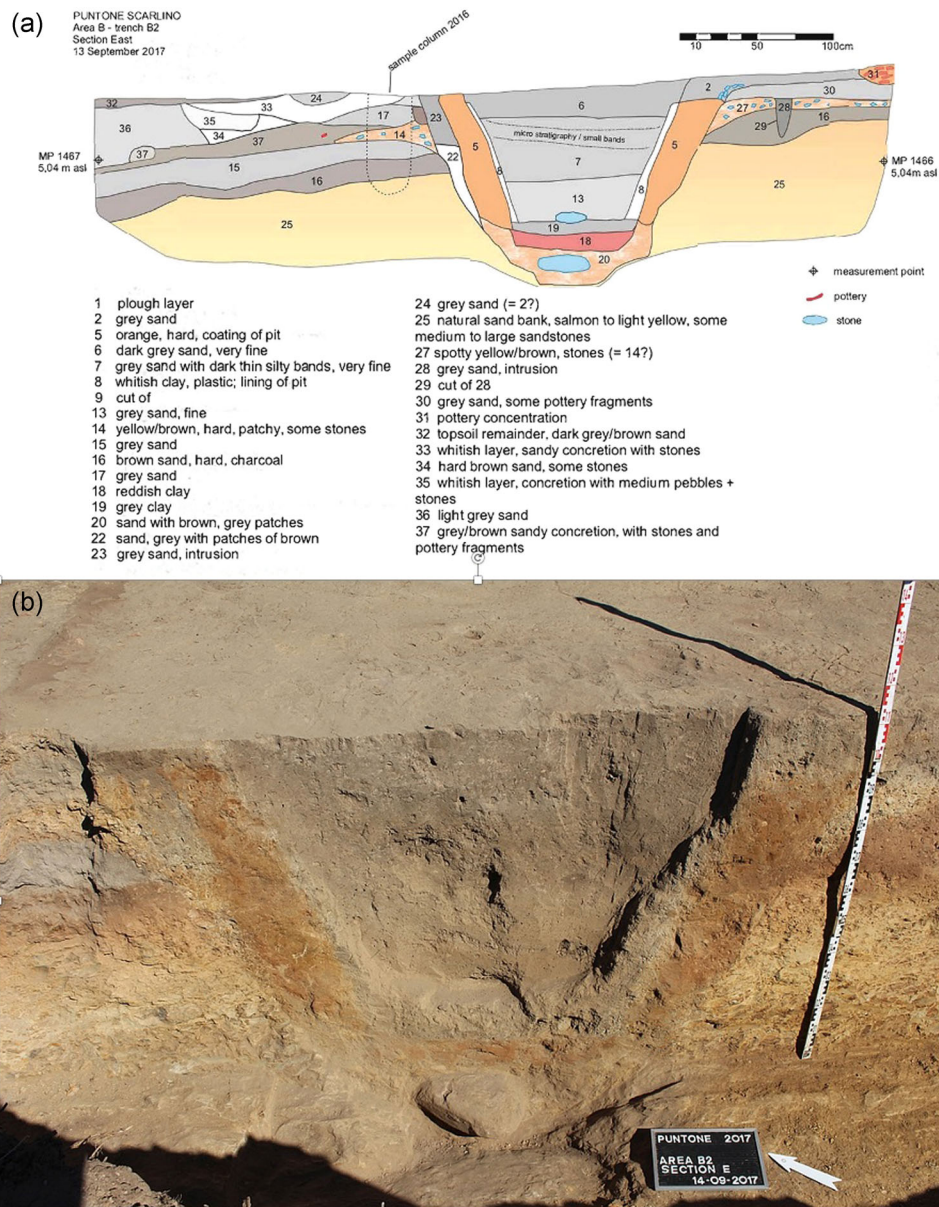 (a)
PUNTONE SCARLINO
Area B - trench B2
Section East
13 September 2017
sample column 2016
10 50 100cm
32
24
33
36
35
34
37
37
17
14
23
22
15
16
25
5
8
6
micro stratigraphy / small bands
7
13
19
18
20
8
5
2
27
28
29
30
16
31
25
MP 1467
5,04 m asl
MP 1466
5,04m asl
measurement point
pottery
stone
1 plough layer
2 grey sand
5 orange, hard, coating of pit
6 dark grey sand, very fine
7 grey sand with dark thin silty bands, very fine
8 whitish clay, plastic; lining of pit
9 cut of
13 grey sand, fine
14 yellow/brown, hard, patchy, some stones
15 grey sand
16 brown sand, hard, charcoal
17 grey sand
18 reddish clay
19 grey clay
20 sand with brown, grey patches
22 sand, grey with patches of brown
23 grey sand, intrusion
24 grey sand (= 2?)
25 natural sand bank, salmon to light yellow, some
medium to large sandstones
27 spotty yellow/brown, stones (= 14?)
28 grey sand, intrusion
29 cut of 28
30 grey sand, some pottery fragments
31 pottery concentration
32 topsoil remainder, dark grey/brown sand
33 whitish layer, sandy concretion with stones
34 hard brown sand, some stones
35 whitish layer, concretion with medium pebbles +
stones
36 light grey sand
37 grey/brown sandy concretion, with stones and
pottery fragments
(b)
PUNTONE 2017
AREA B2
SECTION E
14-09-2017